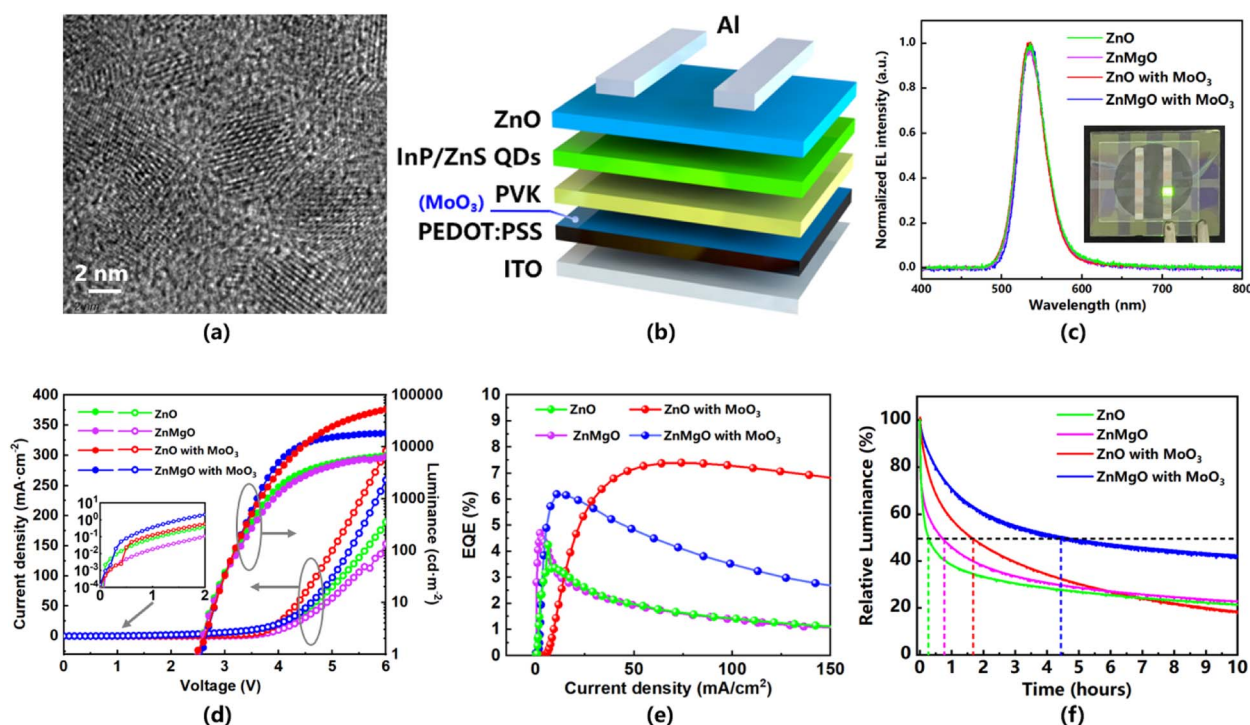 2 nm
2 nm
(a)
Al
ZnO
InP/ZnS QDs
PVK
(MoO₃)
PEDOT:PSS
ITO
(b)
Normalized EL intensity (a.u.)
1.0
0.8
0.6
0.4
0.2
0.0
ZnO
ZnMgO
ZnO with MoO₃
ZnMgO with MoO₃
400 500 600 700 800
Wavelength (nm)
(c)
Current density (mA·cm⁻²)
400
350
300
250
200
150
100
50
0
ZnO
ZnMgO
ZnO with MoO₃
ZnMgO with MoO₃
10¹
10⁰
10⁻¹
10⁻²
10⁻³
10⁻⁴
0 1 2
100000
10000
1000
100
10
1
Luminance (cd·m⁻²)
0 1 2 3 4 5 6
Voltage (V)
(d)
EQE (%)
10
9
8
7
6
5
4
3
2
1
0
ZnO ZnO with MoO₃
ZnMgO ZnMgO with MoO₃
0 50 100 150
Current density (mA/cm²)
(e)
Relative Luminance (%)
100
80
60
40
20
0
ZnO
ZnMgO
ZnO with MoO₃
ZnMgO with MoO₃
0 1 2 3 4 5 6 7 8 9 10
Time (hours)
(f)